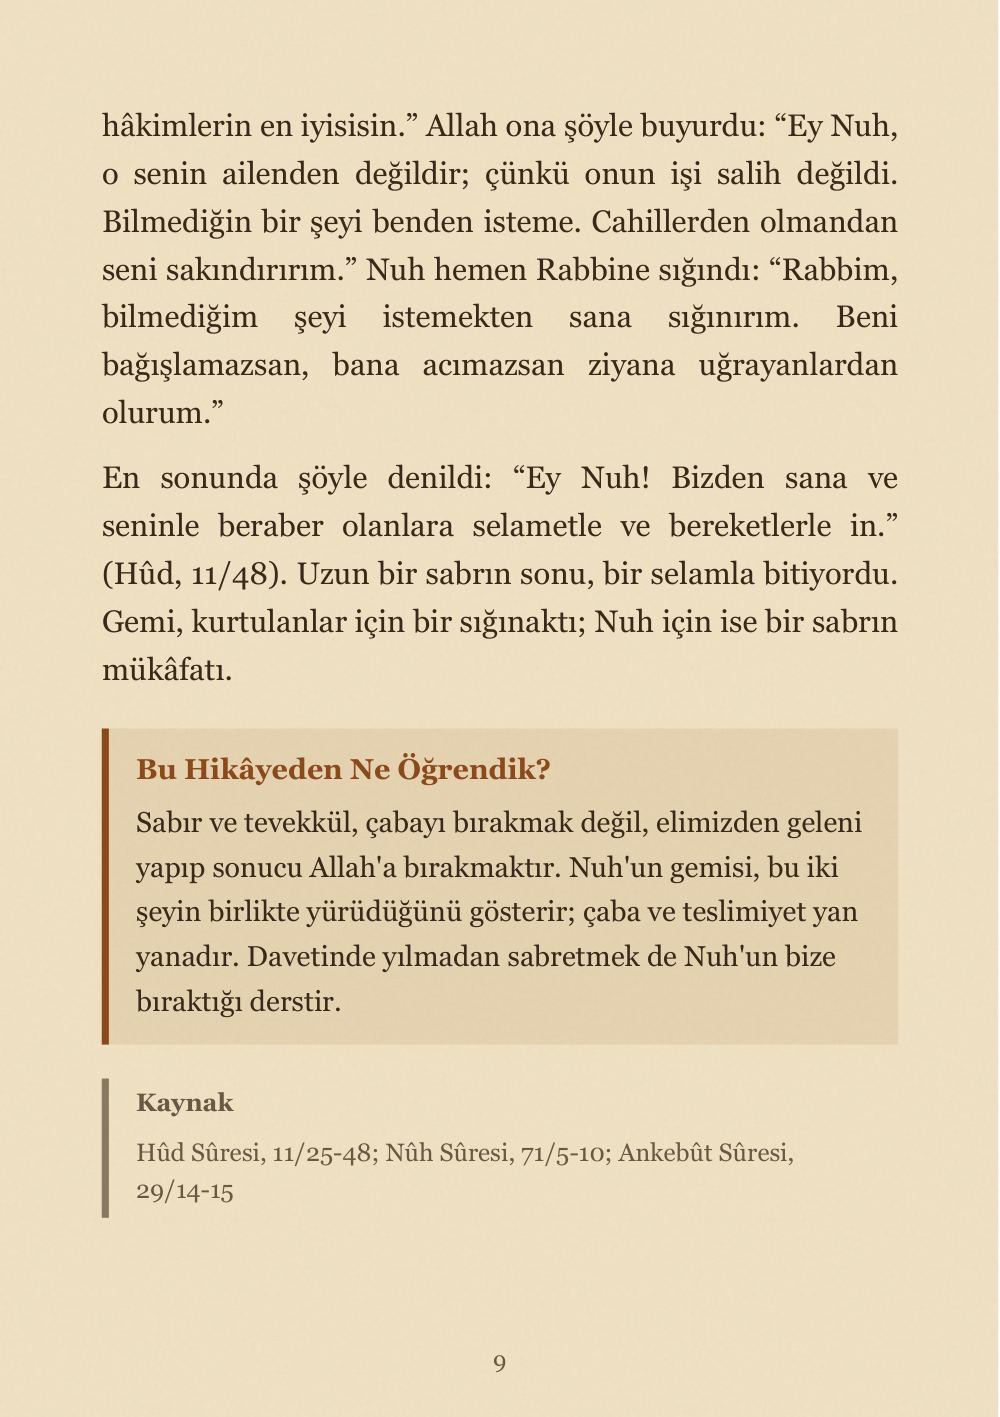 hâkimlerin en iyisisin.” Allah ona şöyle buyurdu: “Ey Nuh,
o senin ailenden değildir; çünkü onun işi salih değildi.
Bilmediğin bir şeyi benden isteme. Cahillerden olmandan
seni sakındırırım.” Nuh hemen Rabbine sığındı: “Rabbim,
bilmediğim şeyi istemekten sana sığınırım. Beni
bağışlamazsan, bana acımazsan ziyana uğrayanlardan
olurum.”
En sonunda şöyle denildi: “Ey Nuh! Bizden sana ve
seninle beraber olanlara selametle ve bereketlerle in.”
(Hûd, 11/48). Uzun bir sabrın sonu, bir selamla bitiyordu.
Gemi, kurtulanlar için bir sığınaktı; Nuh için ise bir sabrın
mükâfatı.
Bu Hikâyeden Ne Öğrendik?
Sabır ve tevekkül, çabayı bırakmak değil, elimizden geleni
yapıp sonucu Allah'a bırakmaktır. Nuh'un gemisi, bu iki
şeyin birlikte yürüdüğünü gösterir; çaba ve teslimiyet yan
yanadır. Davetinde yılmadan sabretmek de Nuh'un bize
bıraktığı derstir.
Kaynak
Hûd Sûresi, 11/25-48; Nûh Sûresi, 71/5-10; Ankebût Sûresi,
29/14-15
9